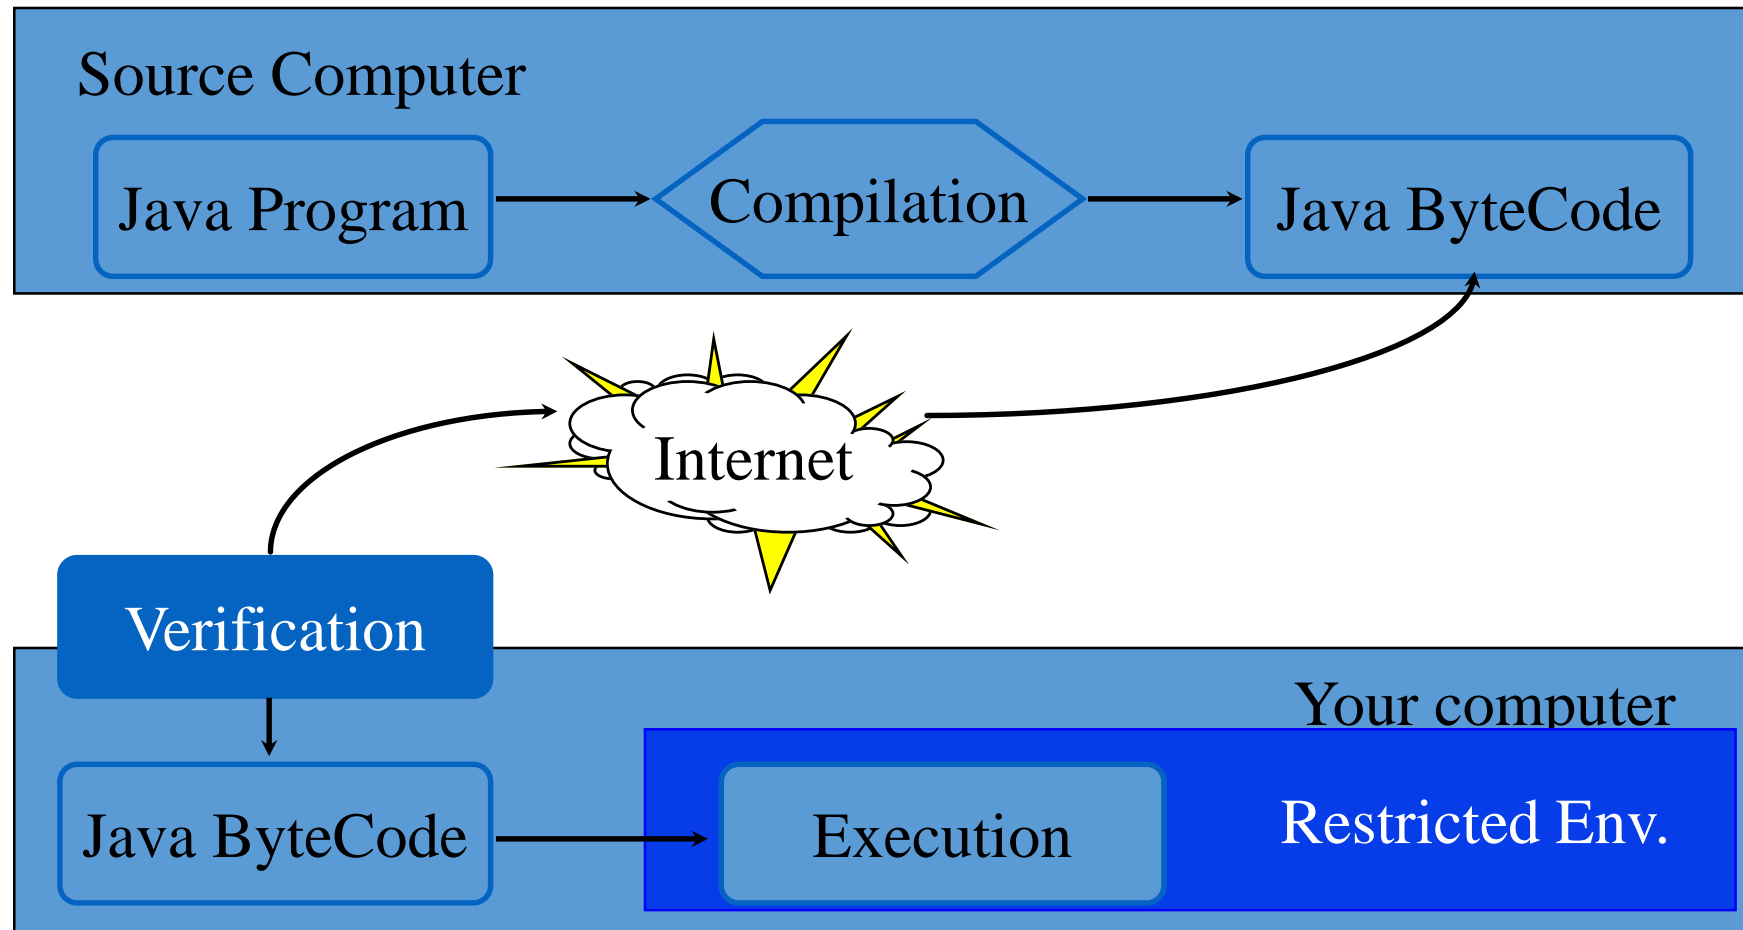 Source Computer
Java Program
Compilation
Java ByteCode
Internet
Verification
Your computer
Java ByteCode
Execution
Restricted Env.